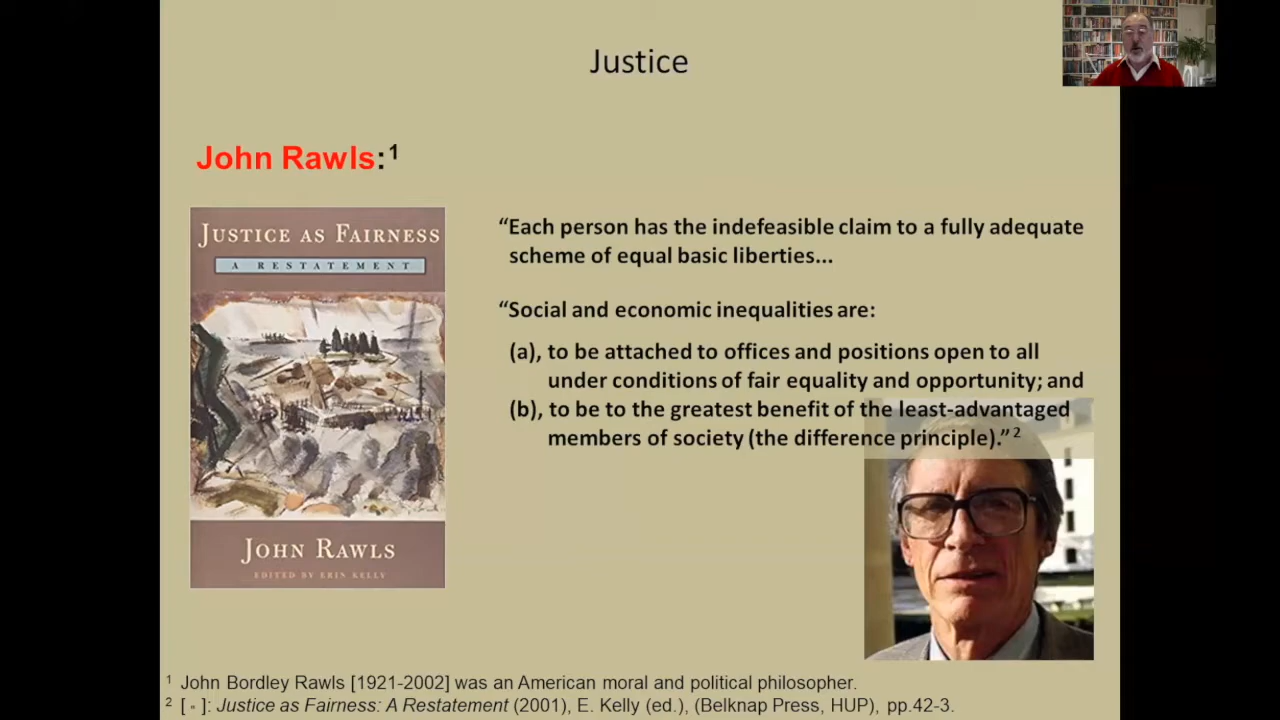 Justice
John Rawls:¹
JUSTICE AS FAIRNESS
A RESTATEMENT
JOHN RAWLS
EDITED BY ERIN KELLY
“Each person has the indefeasible claim to a fully adequate
scheme of equal basic liberties...
“Social and economic inequalities are:
(a), to be attached to offices and positions open to all
under conditions of fair equality and opportunity; and
(b), to be to the greatest benefit of the least-advantaged
members of society (the difference principle).” ²
¹ John Bordley Rawls [1921-2002] was an American moral and political philosopher.
² [ " ]: Justice as Fairness: A Restatement (2001), E. Kelly (ed.), (Belknap Press, HUP), pp.42-3.